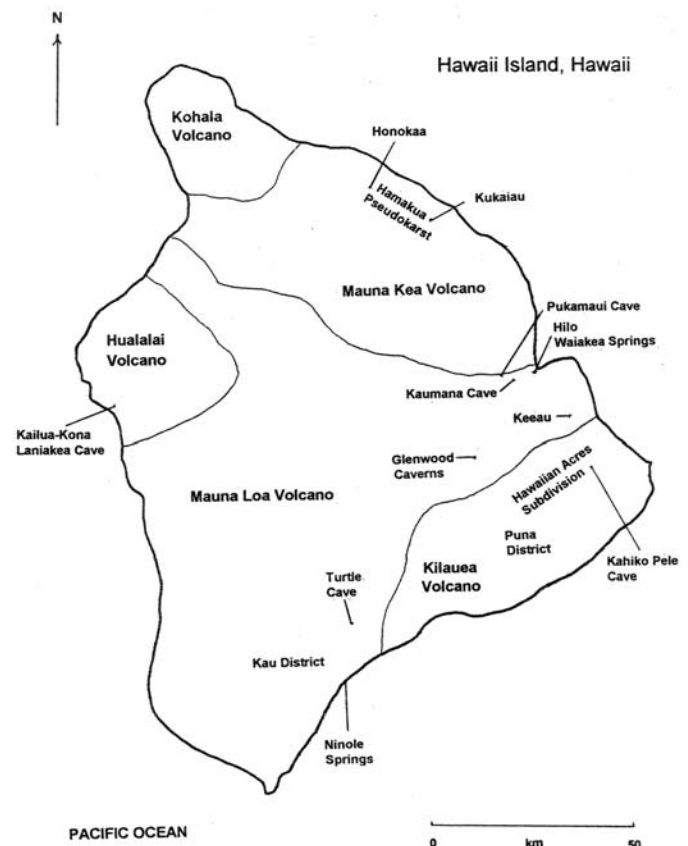 N
Hawaii Island, Hawaii
Kohala
Volcano
Honokaa
Hamakua
Pseudokarst
Kukaiau
Mauna Kea Volcano
Pukamaui Cave
Hilo
Waiakea Springs
Hualalai
Volcano
Kaumana Cave
Keeau
Kailua-Kona
Laniakea Cave
Glenwood
Caverns
Hawaiian Acres
Subdivision
Mauna Loa Volcano
Puna
District
Kilauea
Volcano
Kahiko Pele
Cave
Turtle
Cave
Kau District
Ninole
Springs
PACIFIC OCEAN
0 km 50